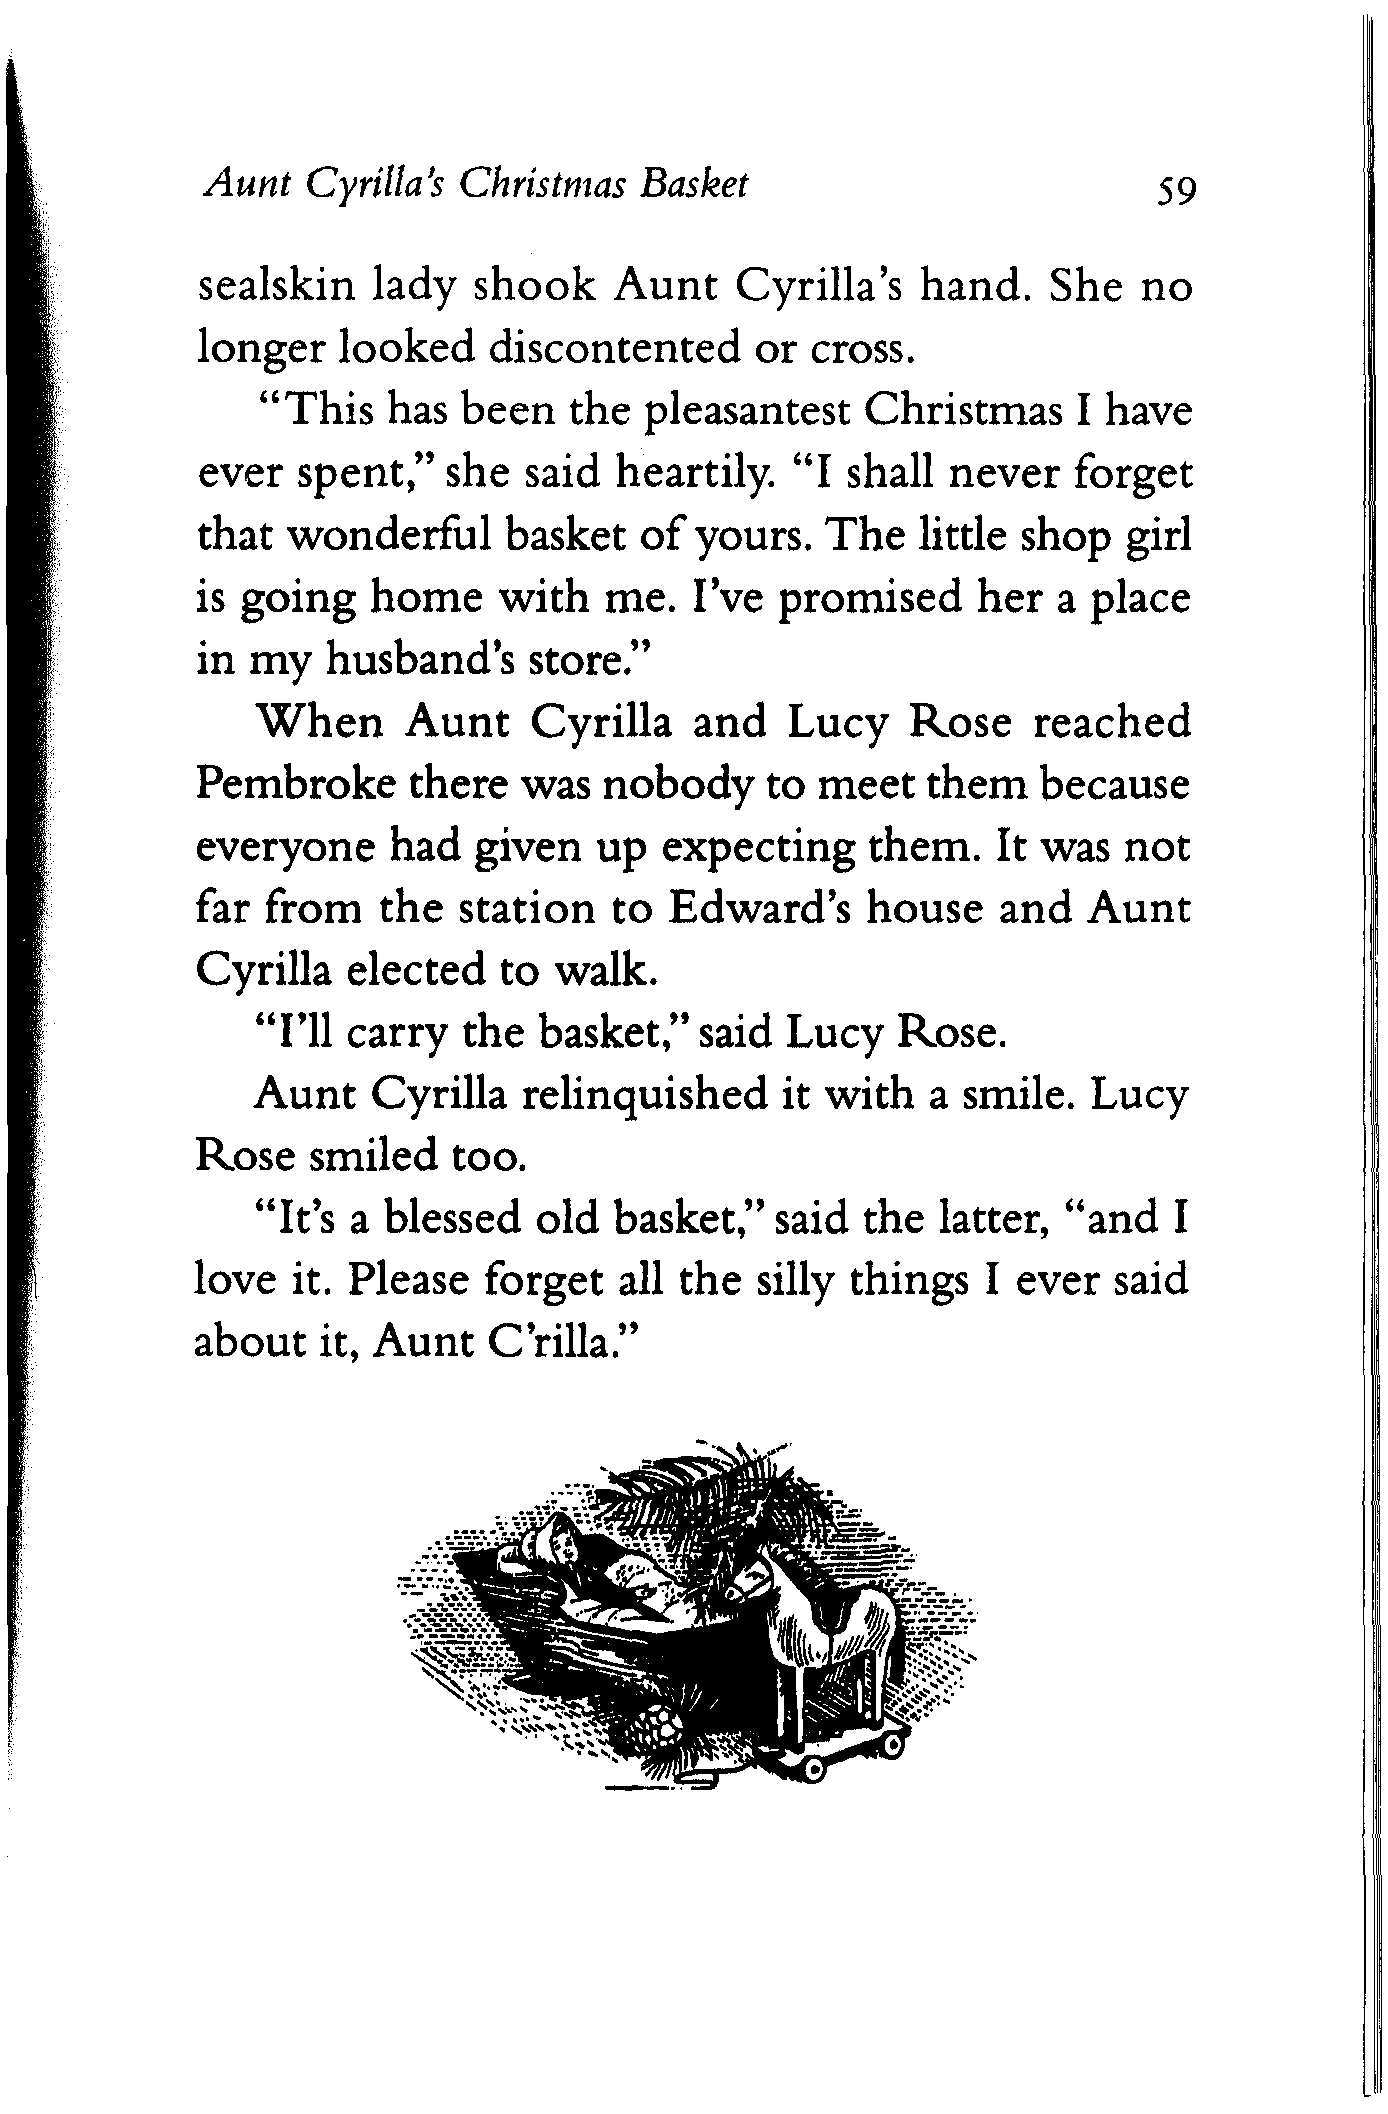 Aunt Cyrilla's Christmas Basket 59
sealskin lady shook Aunt Cyrilla's hand. She no
longer looked discontented or cross.
“This has been the pleasantest Christmas I have
ever spent,” she said heartily. “I shall never forget
that wonderful basket of yours. The little shop girl
is going home with me. I've promised her a place
in my husband's store.”
When Aunt Cyrilla and Lucy Rose reached
Pembroke there was nobody to meet them because
everyone had given up expecting them. It was not
far from the station to Edward's house and Aunt
Cyrilla elected to walk.
“I'll carry the basket,” said Lucy Rose.
Aunt Cyrilla relinquished it with a smile. Lucy
Rose smiled too.
“It's a blessed old basket,” said the latter, “and I
love it. Please forget all the silly things I ever said
about it, Aunt C'rilla.”